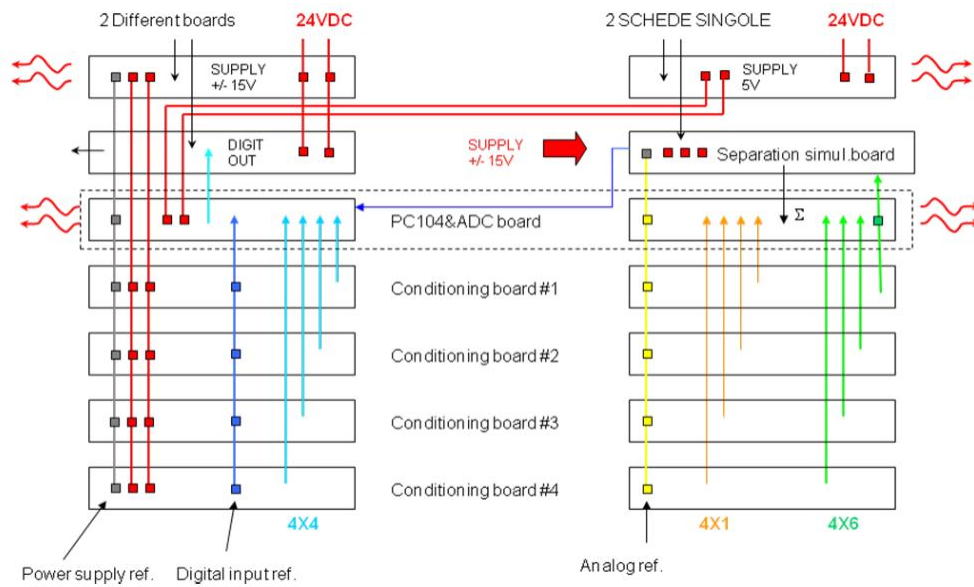 2 Different boards
24VDC
2 SCHEDE SINGOLE
24VDC
SUPPLY
+/- 15V
SUPPLY
5V
DIGIT
OUT
SUPPLY
+/- 15V
Separation simul.board
PC104&ADC board
Σ
Conditioning board #1
Conditioning board #2
Conditioning board #3
Conditioning board #4
4X4
4X1
4X6
Power supply ref.
Digital input ref.
Analog ref.